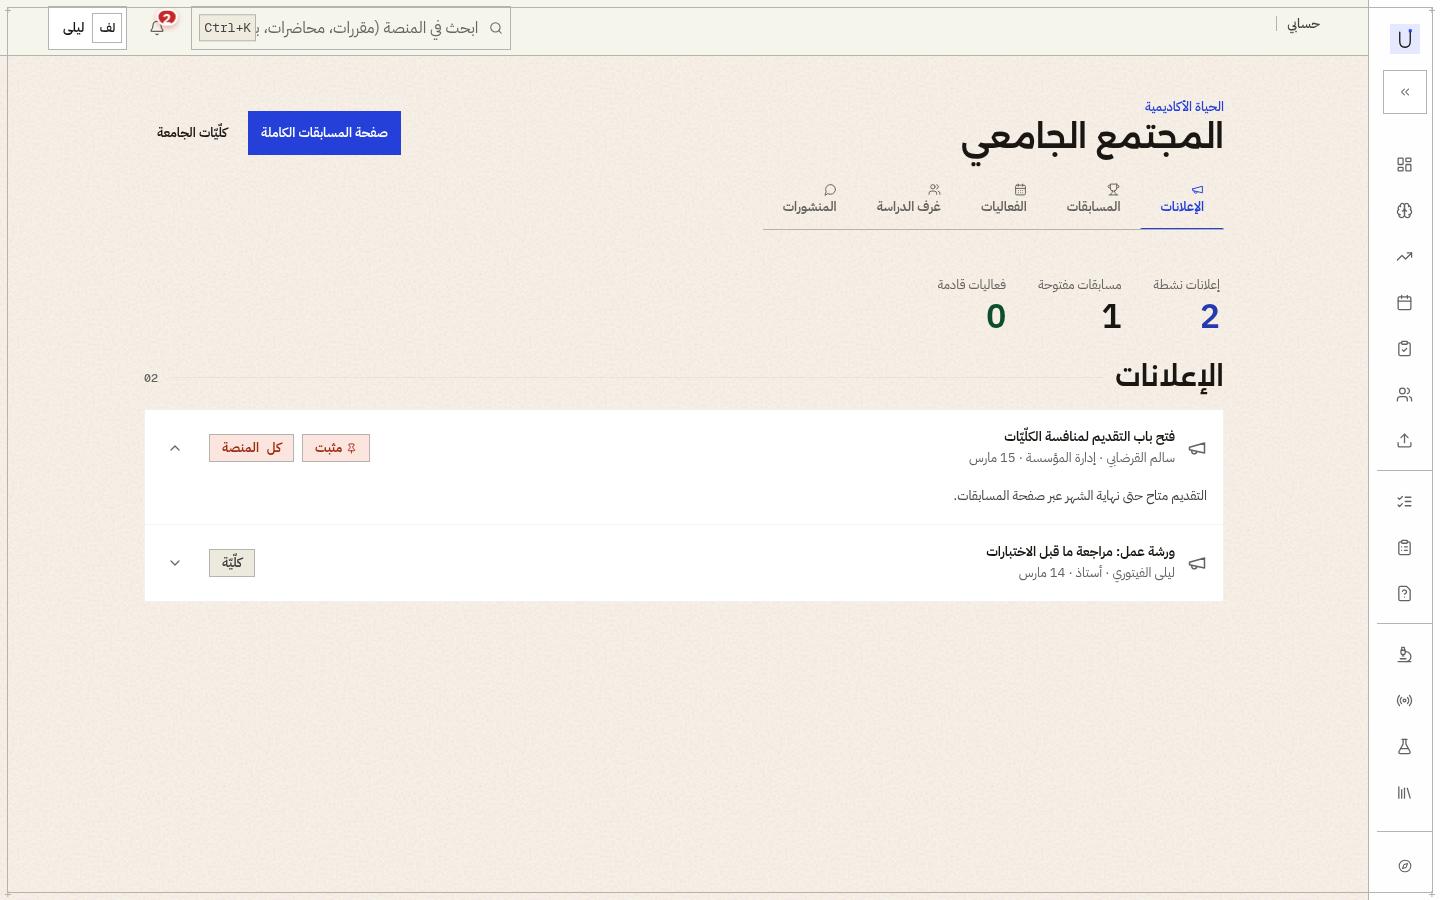 حسابي
ابحث في المنصة (مقررات، محاضرات،
Ctrl+K
2
لف
ليلى
الحياة الأكاديمية
المجتمع الجامعي
صفحة المسابقات الكاملة
كلّيّات الجامعة
الإعلانات
المسابقات
الفعاليات
غرف الدراسة
المنشورات
إعلانات نشطة
2
مسابقات مفتوحة
1
فعاليات قادمة
0
الإعلانات
02
فتح باب التقديم لمنافسة الكلّيّات
سالم القرضابي · إدارة المؤسسة · 15 مارس
مثبت
كل المنصة
التقديم متاح حتى نهاية الشهر عبر صفحة المسابقات.
ورشة عمل: مراجعة ما قبل الاختبارات
ليلى الفيتوري · أستاذ · 14 مارس
كلّيّة